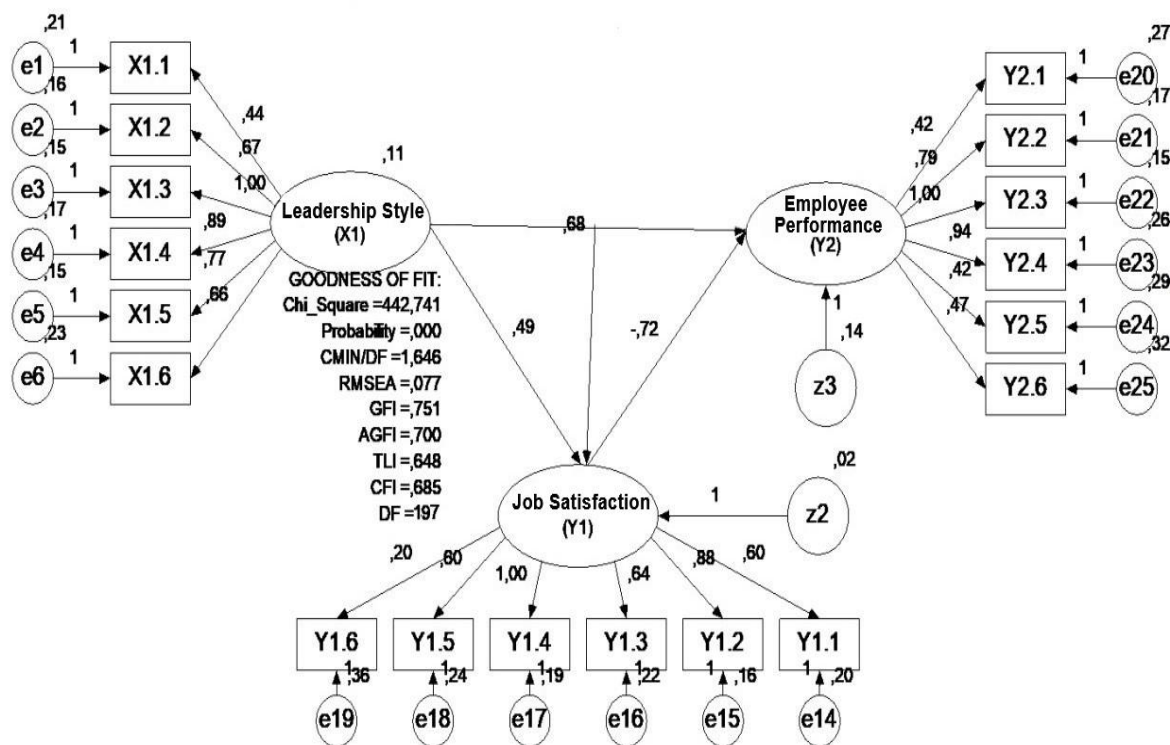 ,21
1
e1
X1.1
,16
1
e2
X1.2
,15
1
e3
X1.3
,17
1
e4
X1.4
,15
1
e5
X1.5
,23
1
e6
X1.6
,44
,67
1,00
,89
,77
,66
,11
Leadership Style
(X1)
GOODNESS OF FIT:
Chi_Square =442,741
Probability =,000
CMIN/DF =1,646
RMSEA =,077
GFI =,751
AGFI =,700
TLI =,648
CFI =,685
DF =197
,68
,49
-,72
Employee
Performance
(Y2)
1
,14
z3
,42
,79
1,00
,94
,42
,47
,27
Y2.1
1
e20
,17
Y2.2
1
e21
,15
Y2.3
1
e22
,26
Y2.4
1
e23
,29
Y2.5
1
e24
,32
Y2.6
1
e25
Job Satisfaction
(Y1)
1
,02
z2
,20
,60
1,00
,64
,88
,60
Y1.6
Y1.5
Y1.4
Y1.3
Y1.2
Y1.1
1
,36
1
,24
1
,19
1
,22
1
,16
1
,20
e19
e18
e17
e16
e15
e14